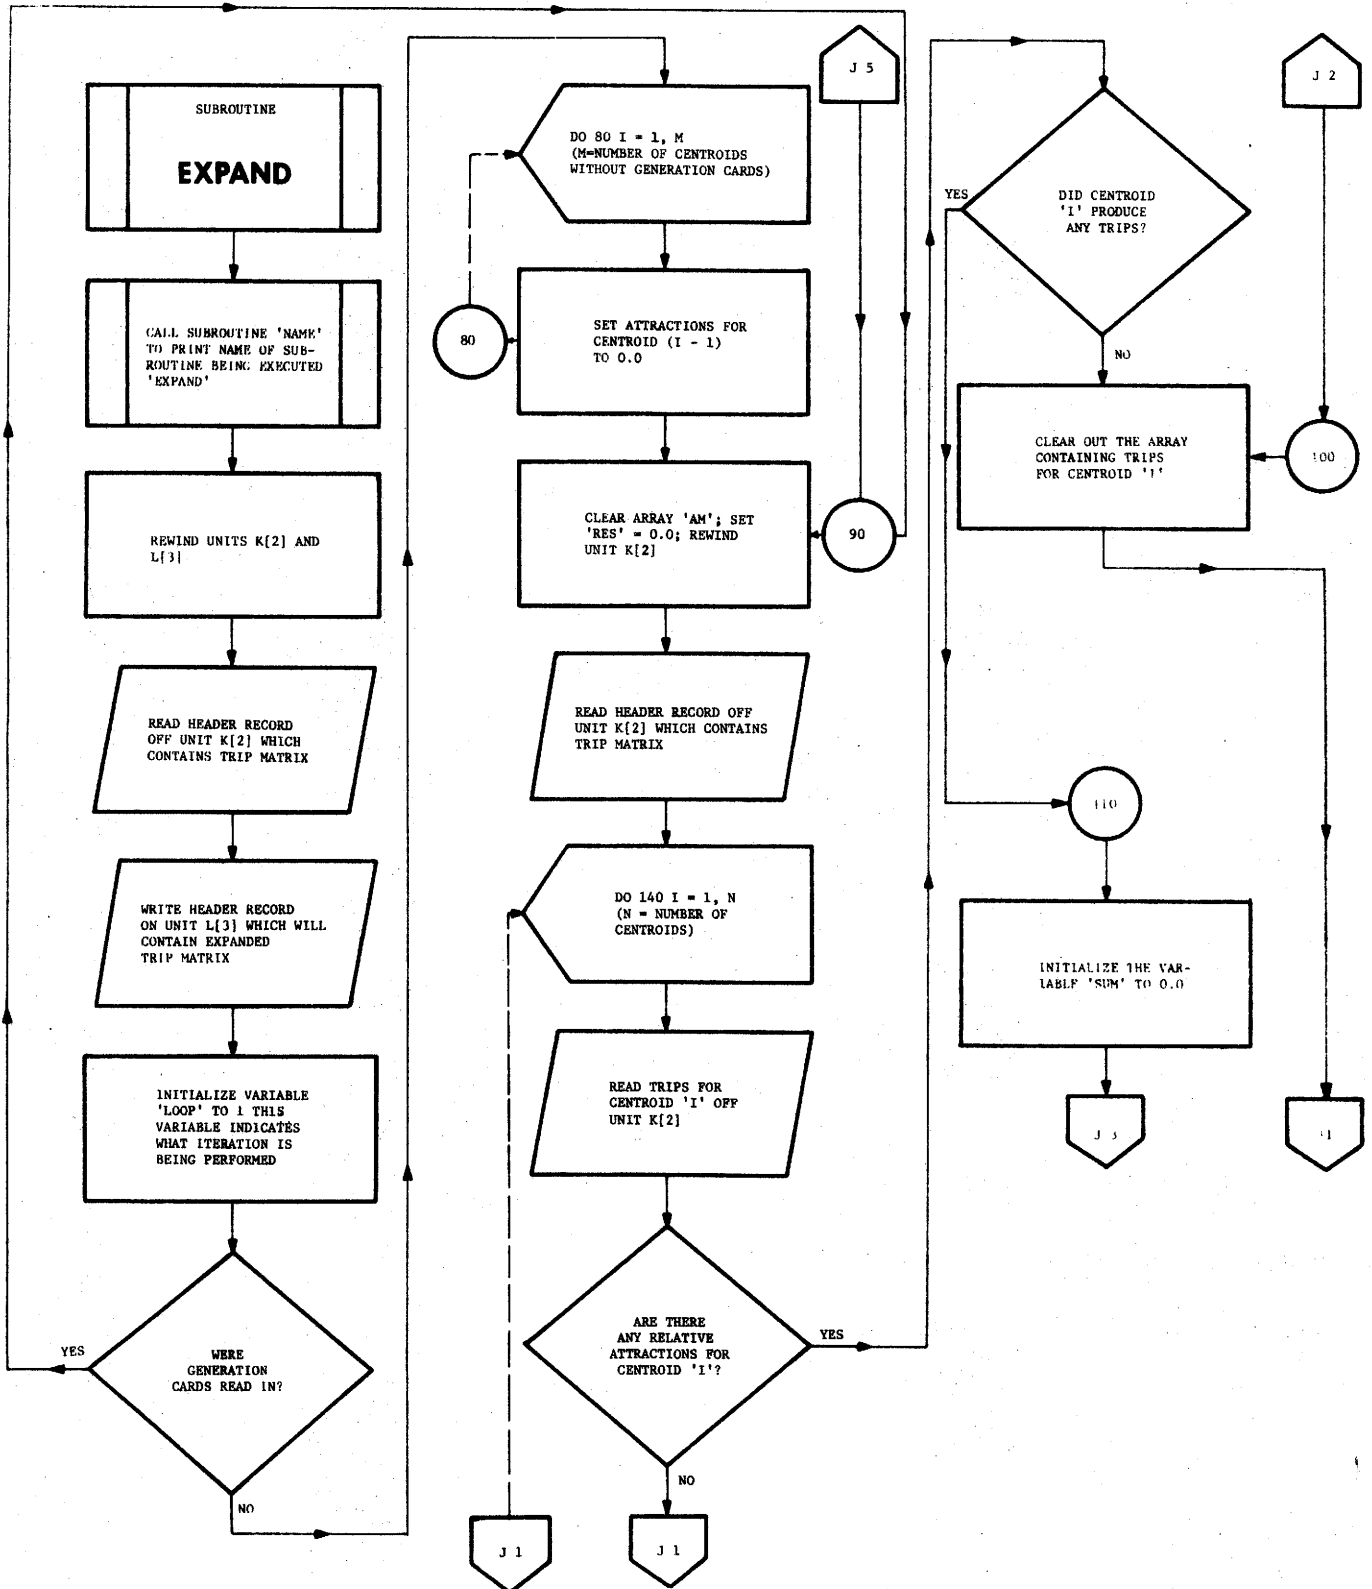 SUBROUTINE
EXPAND
CALL SUBROUTINE 'NAME'
TO PRINT NAME OF SUB-
ROUTINE BEING EXECUTED
'EXPAND'
REWIND UNITS K[2] AND
L[3]
READ HEADER RECORD
OFF UNIT K[2] WHICH
CONTAINS TRIP MATRIX
WRITE HEADER RECORD
ON UNIT L[3] WHICH WILL
CONTAIN EXPANDED
TRIP MATRIX
INITIALIZE VARIABLE
'LOOP' TO 1 THIS
VARIABLE INDICATES
WHAT ITERATION IS
BEING PERFORMED
YES
WERE
GENERATION
CARDS READ IN?
NO
DO 80 I = 1, M
(M=NUMBER OF CENTROIDS
WITHOUT GENERATION CARDS)
80
SET ATTRACTIONS FOR
CENTROID (I - 1)
TO 0.0
J 5
CLEAR ARRAY 'AM'; SET
'RES' = 0.0; REWIND
UNIT K[2]
90
READ HEADER RECORD OFF
UNIT K[2] WHICH CONTAINS
TRIP MATRIX
DO 140 I = 1, N
(N = NUMBER OF
CENTROIDS)
READ TRIPS FOR
CENTROID 'I' OFF
UNIT K[2]
ARE THERE
ANY RELATIVE
ATTRACTIONS FOR
CENTROID 'I'?
YES
NO
J 1
J 1
YES
DID CENTROID
'I' PRODUCE
ANY TRIPS?
NO
J 2
CLEAR OUT THE ARRAY
CONTAINING TRIPS
FOR CENTROID 'I'
100
110
INITIALIZE THE VAR-
IABLE 'SUM' TO 0.0
J 3